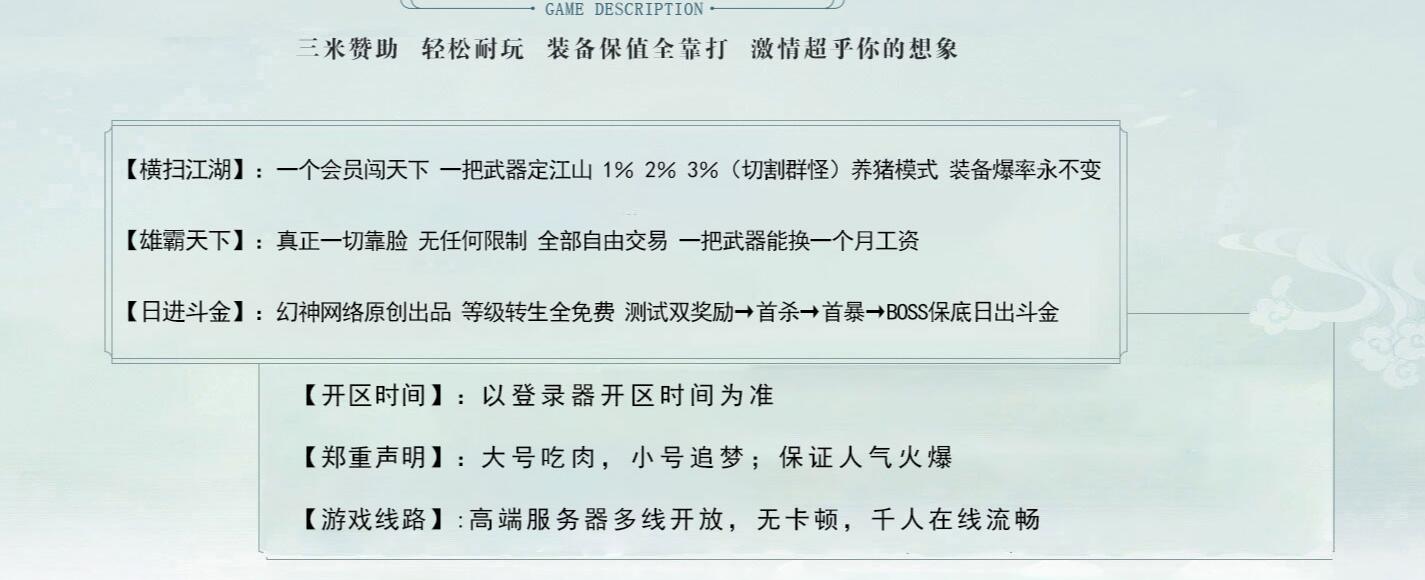 GAME DESCRIPTION
三米赞助 轻松耐玩 装备保值全靠打 激情超乎你的想象
【横扫江湖】：一个会员闯天下 一把武器定江山 1% 2% 3%（切割群怪）养猪模式 装备爆率永不变
【雄霸天下】：真正一切靠脸 无任何限制 全部自由交易 一把武器能换一个月工资
【日进斗金】：幻神网络原创出品 等级转生全免费 测试双奖励→首杀→首暴→BOSS保底日出斗金
【开区时间】：以登录器开区时间为准
【郑重声明】：大号吃肉，小号追梦；保证人气火爆
【游戏线路】:高端服务器多线开放，无卡顿，千人在线流畅